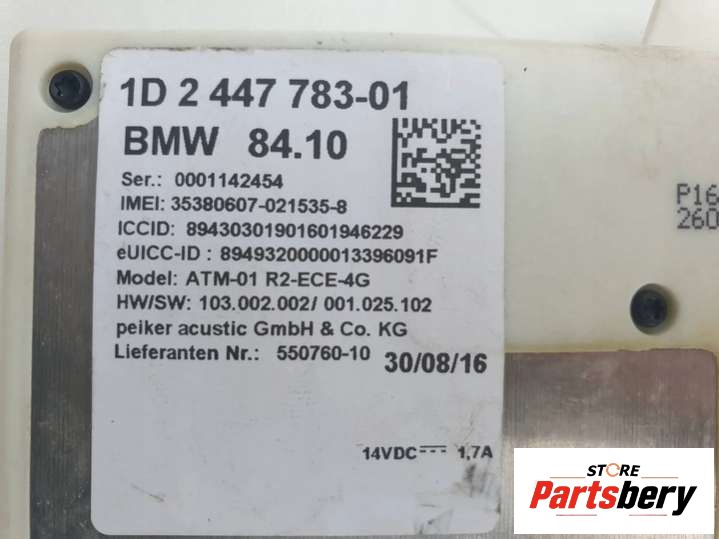 1D 2 447 783-01
BMW 84.10
Ser.: 0001142454
IMEI: 35380607-021535-8
ICCID: 89430301901601946229
eUICC-ID : 8949320000013396091F
Model: ATM-01 R2-ECE-4G
HW/SW: 103.002.002/ 001.025.102
peiker acustic GmbH & Co. KG
Lieferanten Nr.: 550760-10
30/08/16
14VDC 1,7A
P16
260
STORE
Partsbery